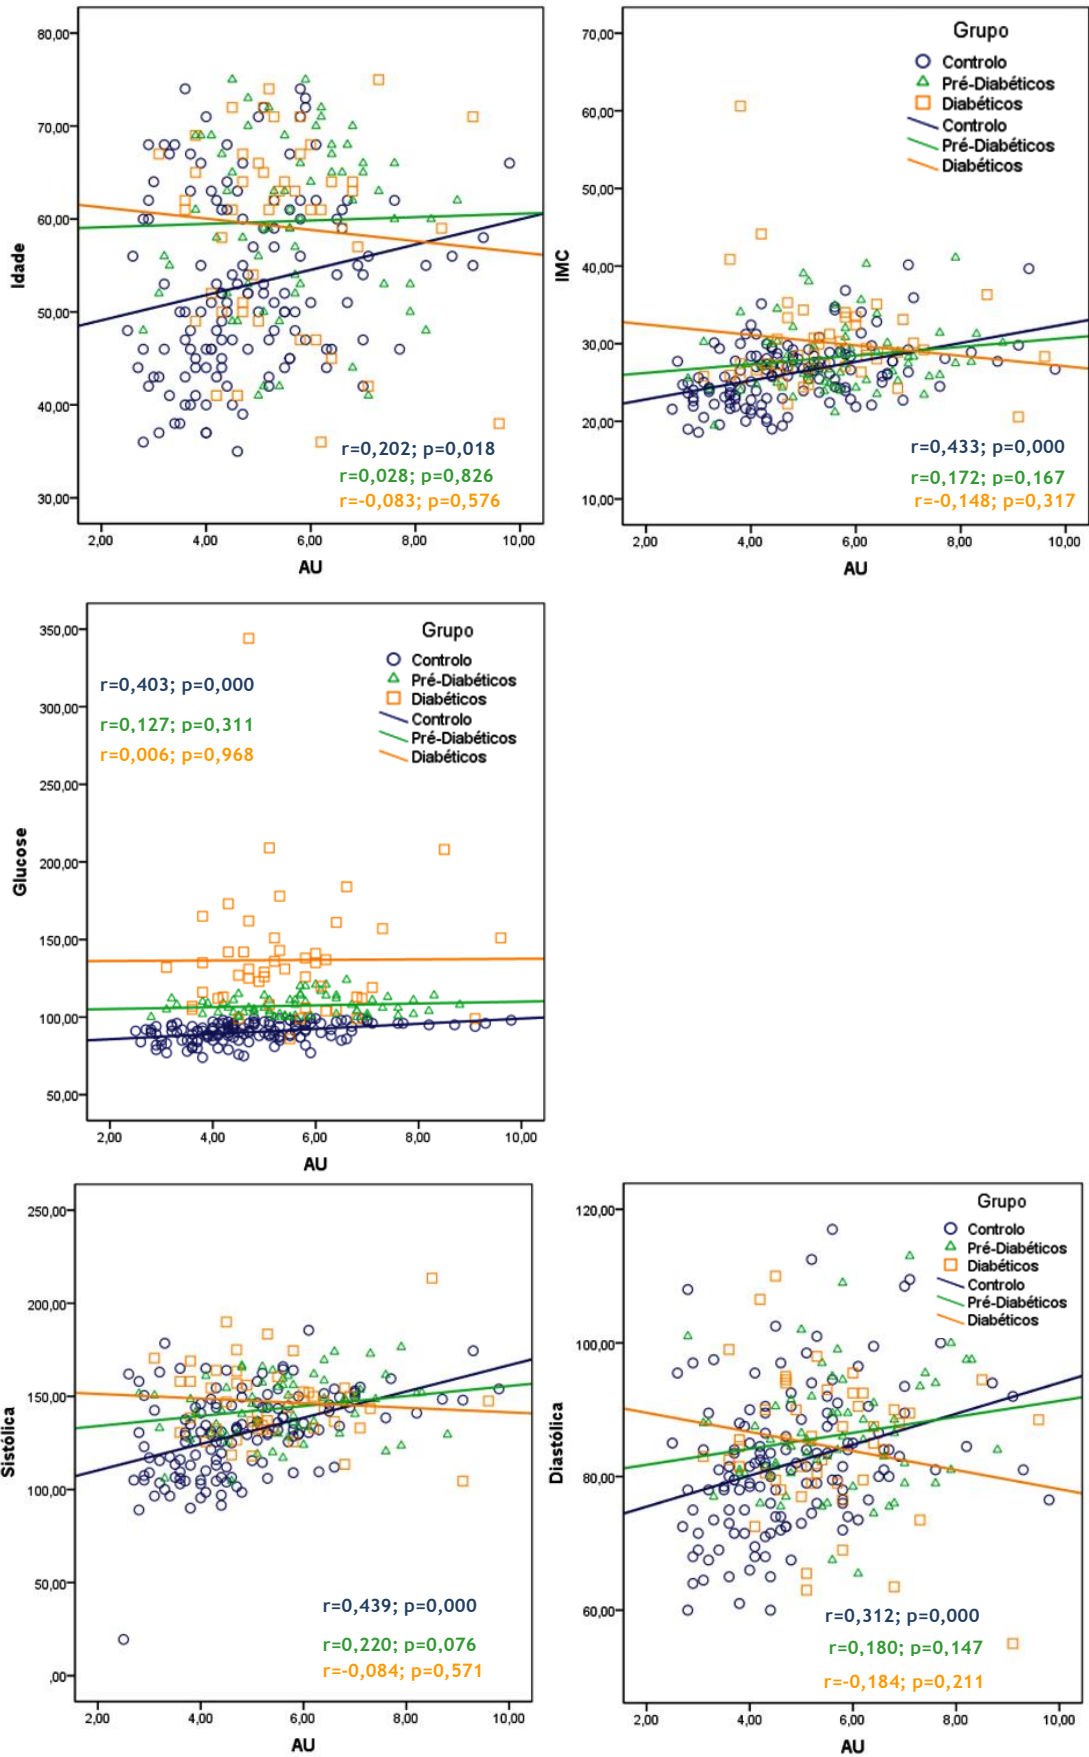 80,00
70,00
60,00
50,00
40,00
30,00
Idade
r=0,202; p=0,018
r=0,028; p=0,826
r=-0,083; p=0,576
2,00 4,00 6,00 8,00 10,00
AU
70,00
60,00
50,00
40,00
30,00
20,00
10,00
IMC
Grupo
Controlo
Pré-Diabéticos
Diabéticos
Controlo
Pré-Diabéticos
Diabéticos
r=0,433; p=0,000
r=0,172; p=0,167
r=-0,148; p=0,317
2,00 4,00 6,00 8,00 10,00
AU
350,00
300,00
250,00
200,00
150,00
100,00
50,00
Glucose
r=0,403; p=0,000
r=0,127; p=0,311
r=0,006; p=0,968
Grupo
Controlo
Pré-Diabéticos
Diabéticos
Controlo
Pré-Diabéticos
Diabéticos
2,00 4,00 6,00 8,00 10,00
AU
250,00
200,00
150,00
100,00
50,00
,00
Sistólica
r=0,439; p=0,000
r=0,220; p=0,076
r=-0,084; p=0,571
2,00 4,00 6,00 8,00 10,00
AU
120,00
100,00
80,00
60,00
Diastólica
Grupo
Controlo
Pré-Diabéticos
Diabéticos
Controlo
Pré-Diabéticos
Diabéticos
r=0,312; p=0,000
r=0,180; p=0,147
r=-0,184; p=0,211
2,00 4,00 6,00 8,00 10,00
AU